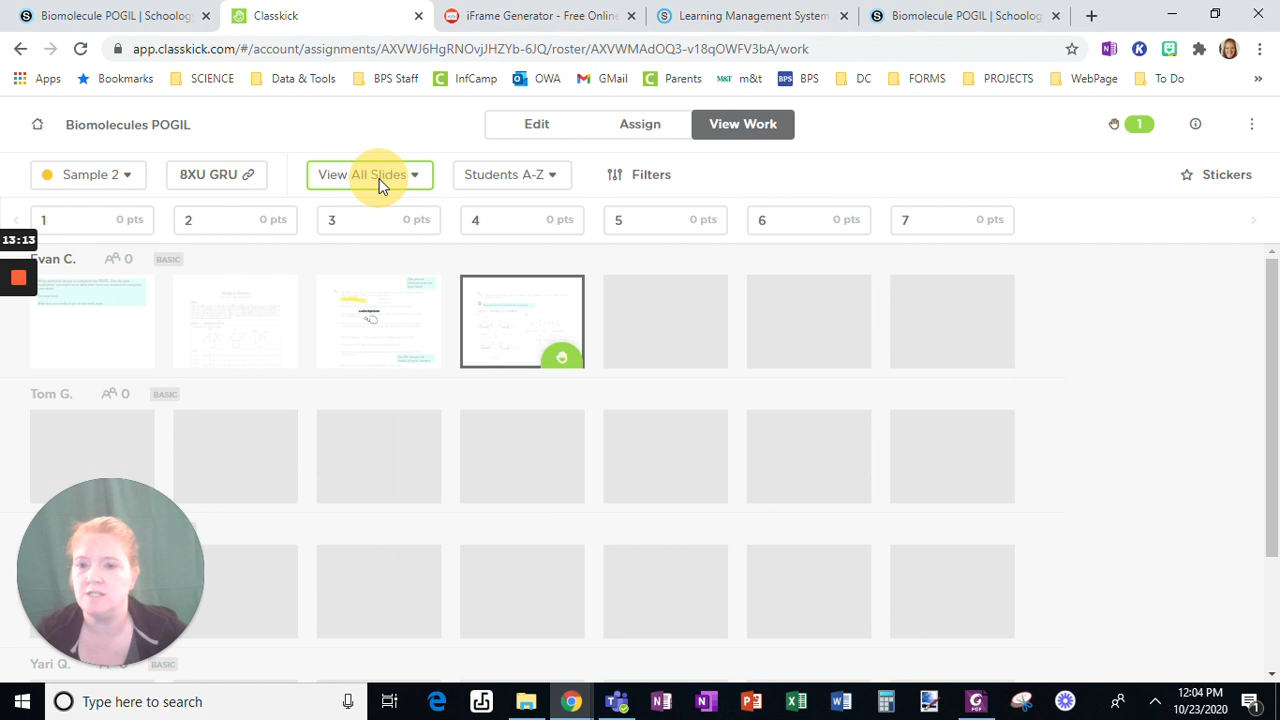 Biomolecule POGIL | Schoolog
Classkick
iFrame Generator - Free Online
Learning Management System
Biomolecule POGIL | Schoolog
app.classkick.com/#/account/assignments/AXVWJ6HgRNOvjJHZYb-6JQ/roster/AXVWMAdOQ3-v18qOWFV3bA/work
Apps
Bookmarks
SCIENCE
Data & Tools
BPS Staff
InfCamp
OWA
GMail
Parents
m&t
BPS
DC
FORMS
PROJECTS
WebPage
To Do
»
Biomolecules POGIL
Edit
Assign
View Work
1
Sample 2
8XU GRU
View All Slides
Students A-Z
Filters
Stickers
1 0 pts
2 0 pts
3 0 pts
4 0 pts
5 0 pts
6 0 pts
7 0 pts
13:13
Evan C. 0 BASIC
Tom G. 0 BASIC
Yari Q. BASIC
Type here to search
12:04 PM
10/23/2020
1